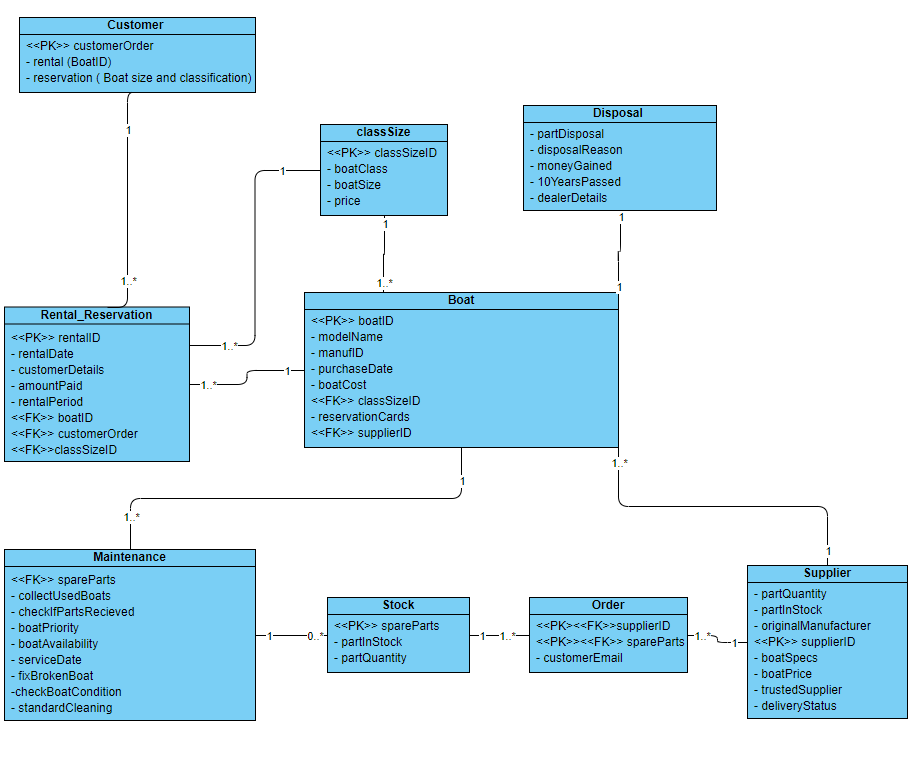 Customer
<<PK>> customerOrder
- rental (BoatID)
- reservation ( Boat size and classification)
1
1..*
classSize
<<PK>> classSizeID
- boatClass
- boatSize
- price
1
1
1..*
Disposal
- partDisposal
- disposalReason
- moneyGained
- 10YearsPassed
- dealerDetails
1
1
Rental_Reservation
<<PK>> rentalID
- rentalDate
- customerDetails
- amountPaid
- rentalPeriod
<<FK>> boatID
<<FK>> customerOrder
<<FK>>classSizeID
1..*
1..*
1
Boat
<<PK>> boatID
- modelName
- manufID
- purchaseDate
- boatCost
<<FK>> classSizeID
- reservationCards
<<FK>> supplierID
1
1..*
1..*
1
Maintenance
<<FK>> spareParts
- collectUsedBoats
- checkIfPartsRecieved
- boatPriority
- boatAvailability
- serviceDate
- fixBrokenBoat
-checkBoatCondition
- standardCleaning
1
0..*
Stock
<<PK>> spareParts
- partInStock
- partQuantity
1
1..*
Order
<<PK><<FK>>supplierID
<<PK>><<FK>> spareParts
- customerEmail
1..*
1
Supplier
- partQuantity
- partInStock
- originalManufacturer
<<PK>> supplierID
- boatSpecs
- boatPrice
- trustedSupplier
- deliveryStatus